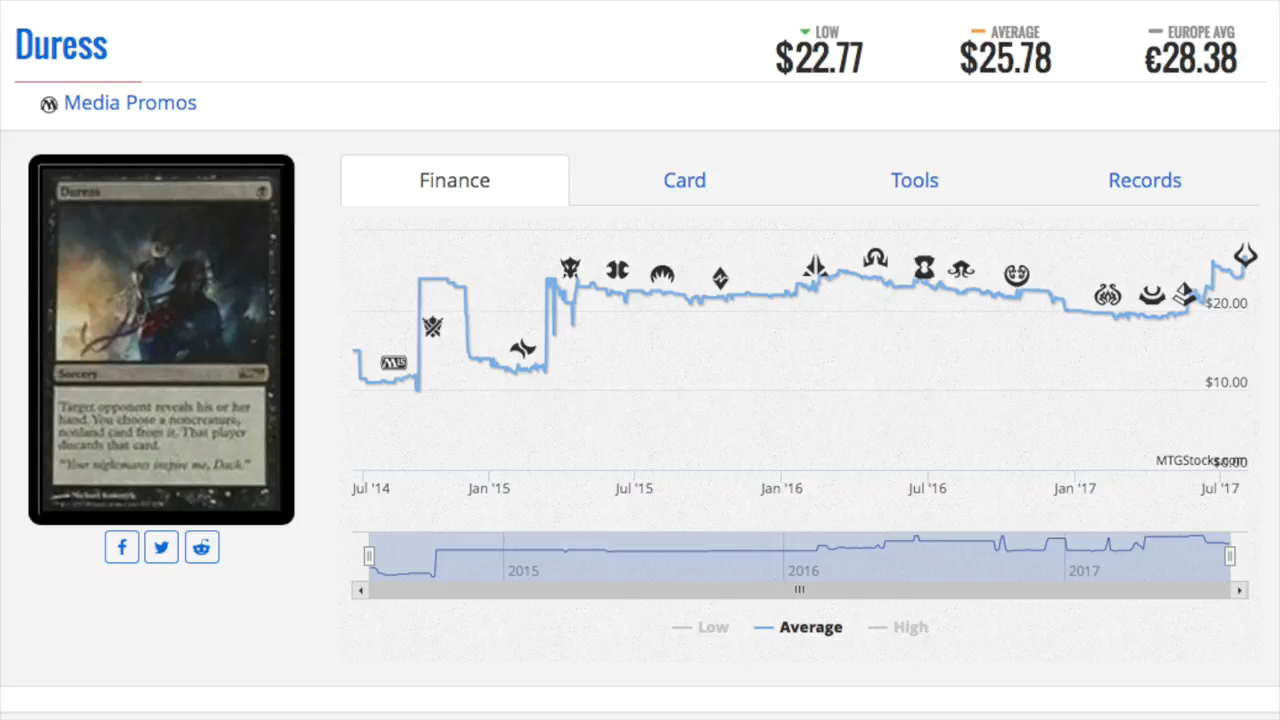 Duress
LOW
$22.77
AVERAGE
$25.78
EUROPE AVG
€28.38
Media Promos
Duress
Sorcery
Target opponent reveals his or her
hand. You choose a noncreature,
nonland card from it. That player
discards that card.
"Your nightmares inspire me, Dack."
Finance
Card
Tools
Records
M15
$20.00
$10.00
MTGStocks.com
$0.00
Jul '14
Jan '15
Jul '15
Jan '16
Jul '16
Jan '17
Jul '17
2015
2016
2017
Low
Average
High